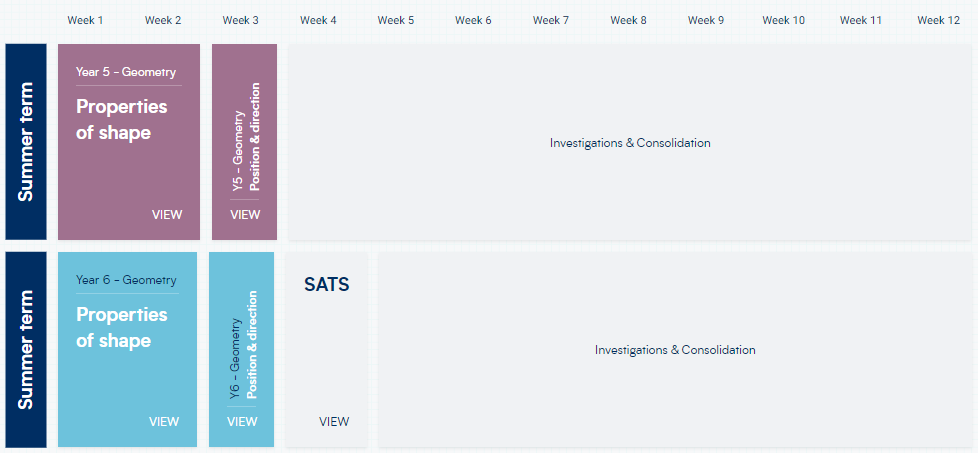 Week 1 Week 2 Week 3 Week 4 Week 5 Week 6 Week 7 Week 8 Week 9 Week 10 Week 11 Week 12
Summer term
Year 5 - Geometry
Properties
of shape
VIEW
Y5 - Geometry
Position & direction
VIEW
Investigations & Consolidation
Summer term
Year 6 - Geometry
Properties
of shape
VIEW
Y6 - Geometry
Position & direction
VIEW
SATS
VIEW
Investigations & Consolidation